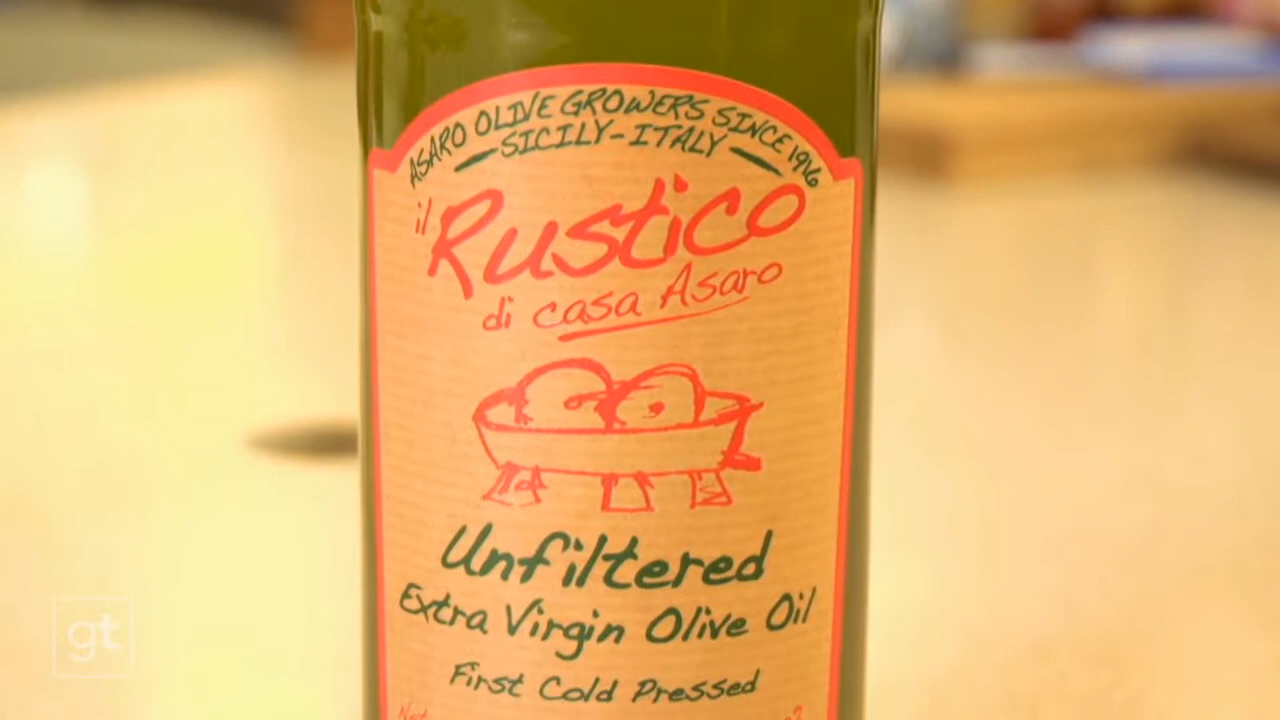 ASARO OLIVE GROWERS SINCE 1916
SICILY-ITALY
il Rustico
di casa Asaro
Unfiltered
Extra Virgin Olive Oil
First Cold Pressed
gt